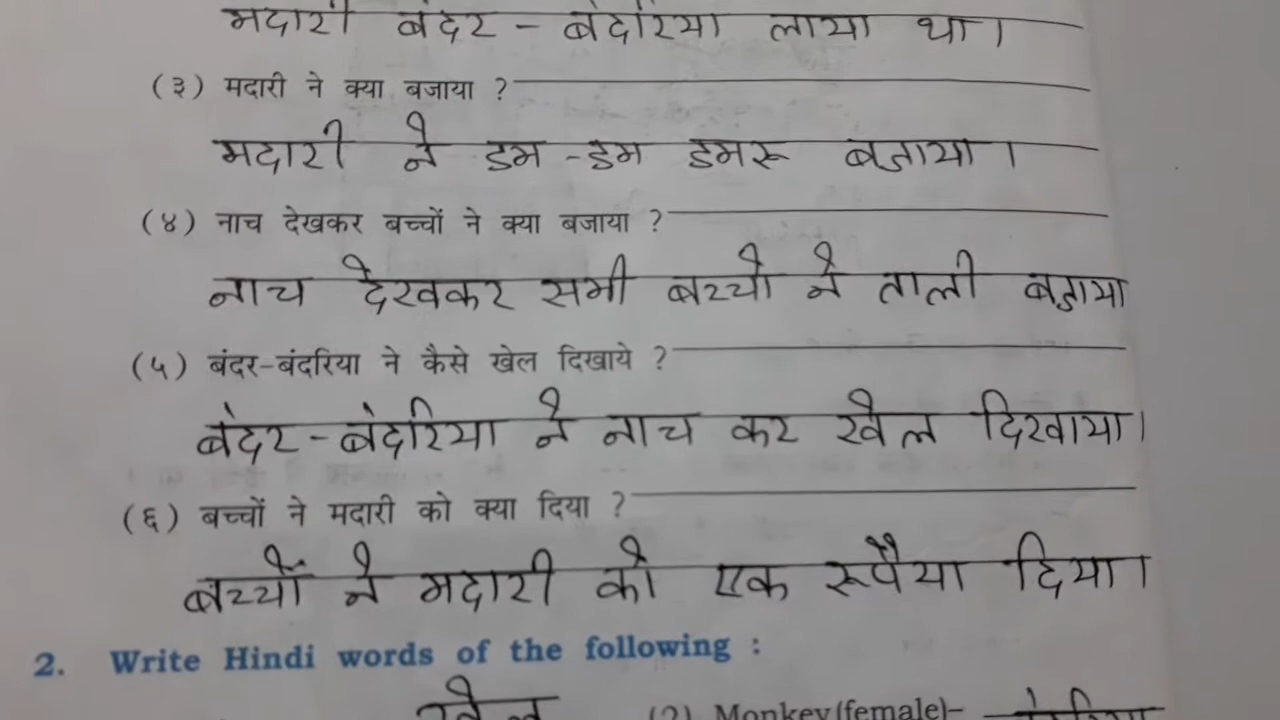 मदारी बंदर - बंदरिया लाया था।
(३) मदारी ने क्या बजाया ?
मदारी ने डम -डम डमरू बजाया।
(४) नाच देखकर बच्चों ने क्या बजाया ?
नाच देखकर सभी बच्चो ने ताली बजाया
(५) बंदर-बंदरिया ने कैसे खेल दिखाये ?
बंदर - बंदरिया ने नाच कर खेल दिखाया।
(६) बच्चों ने मदारी को क्या दिया ?
बच्चों ने मदारी को एक रूपैया दिया।
2. Write Hindi words of the following :
खेल (2) Monkey(female)– बंदरिया